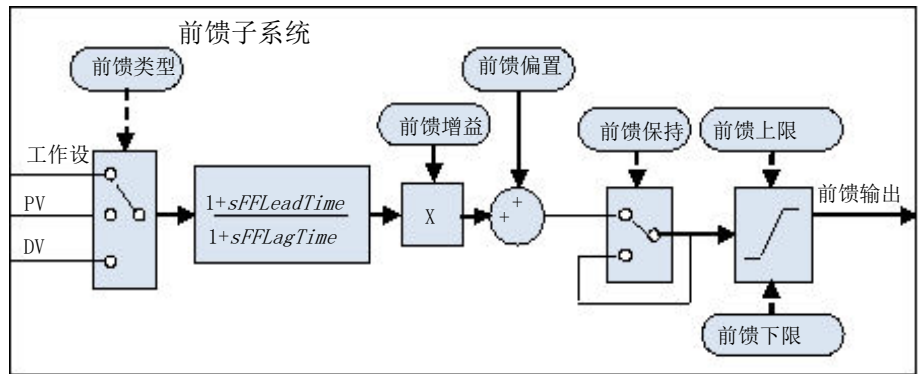 前馈子系统
前馈类型
前馈偏置
前馈增益
前馈保持
前馈上限
工作设
PV
DV
1+sFFLeadTime
1+sFFLagTime
X
+
+
前馈输出
前馈下限